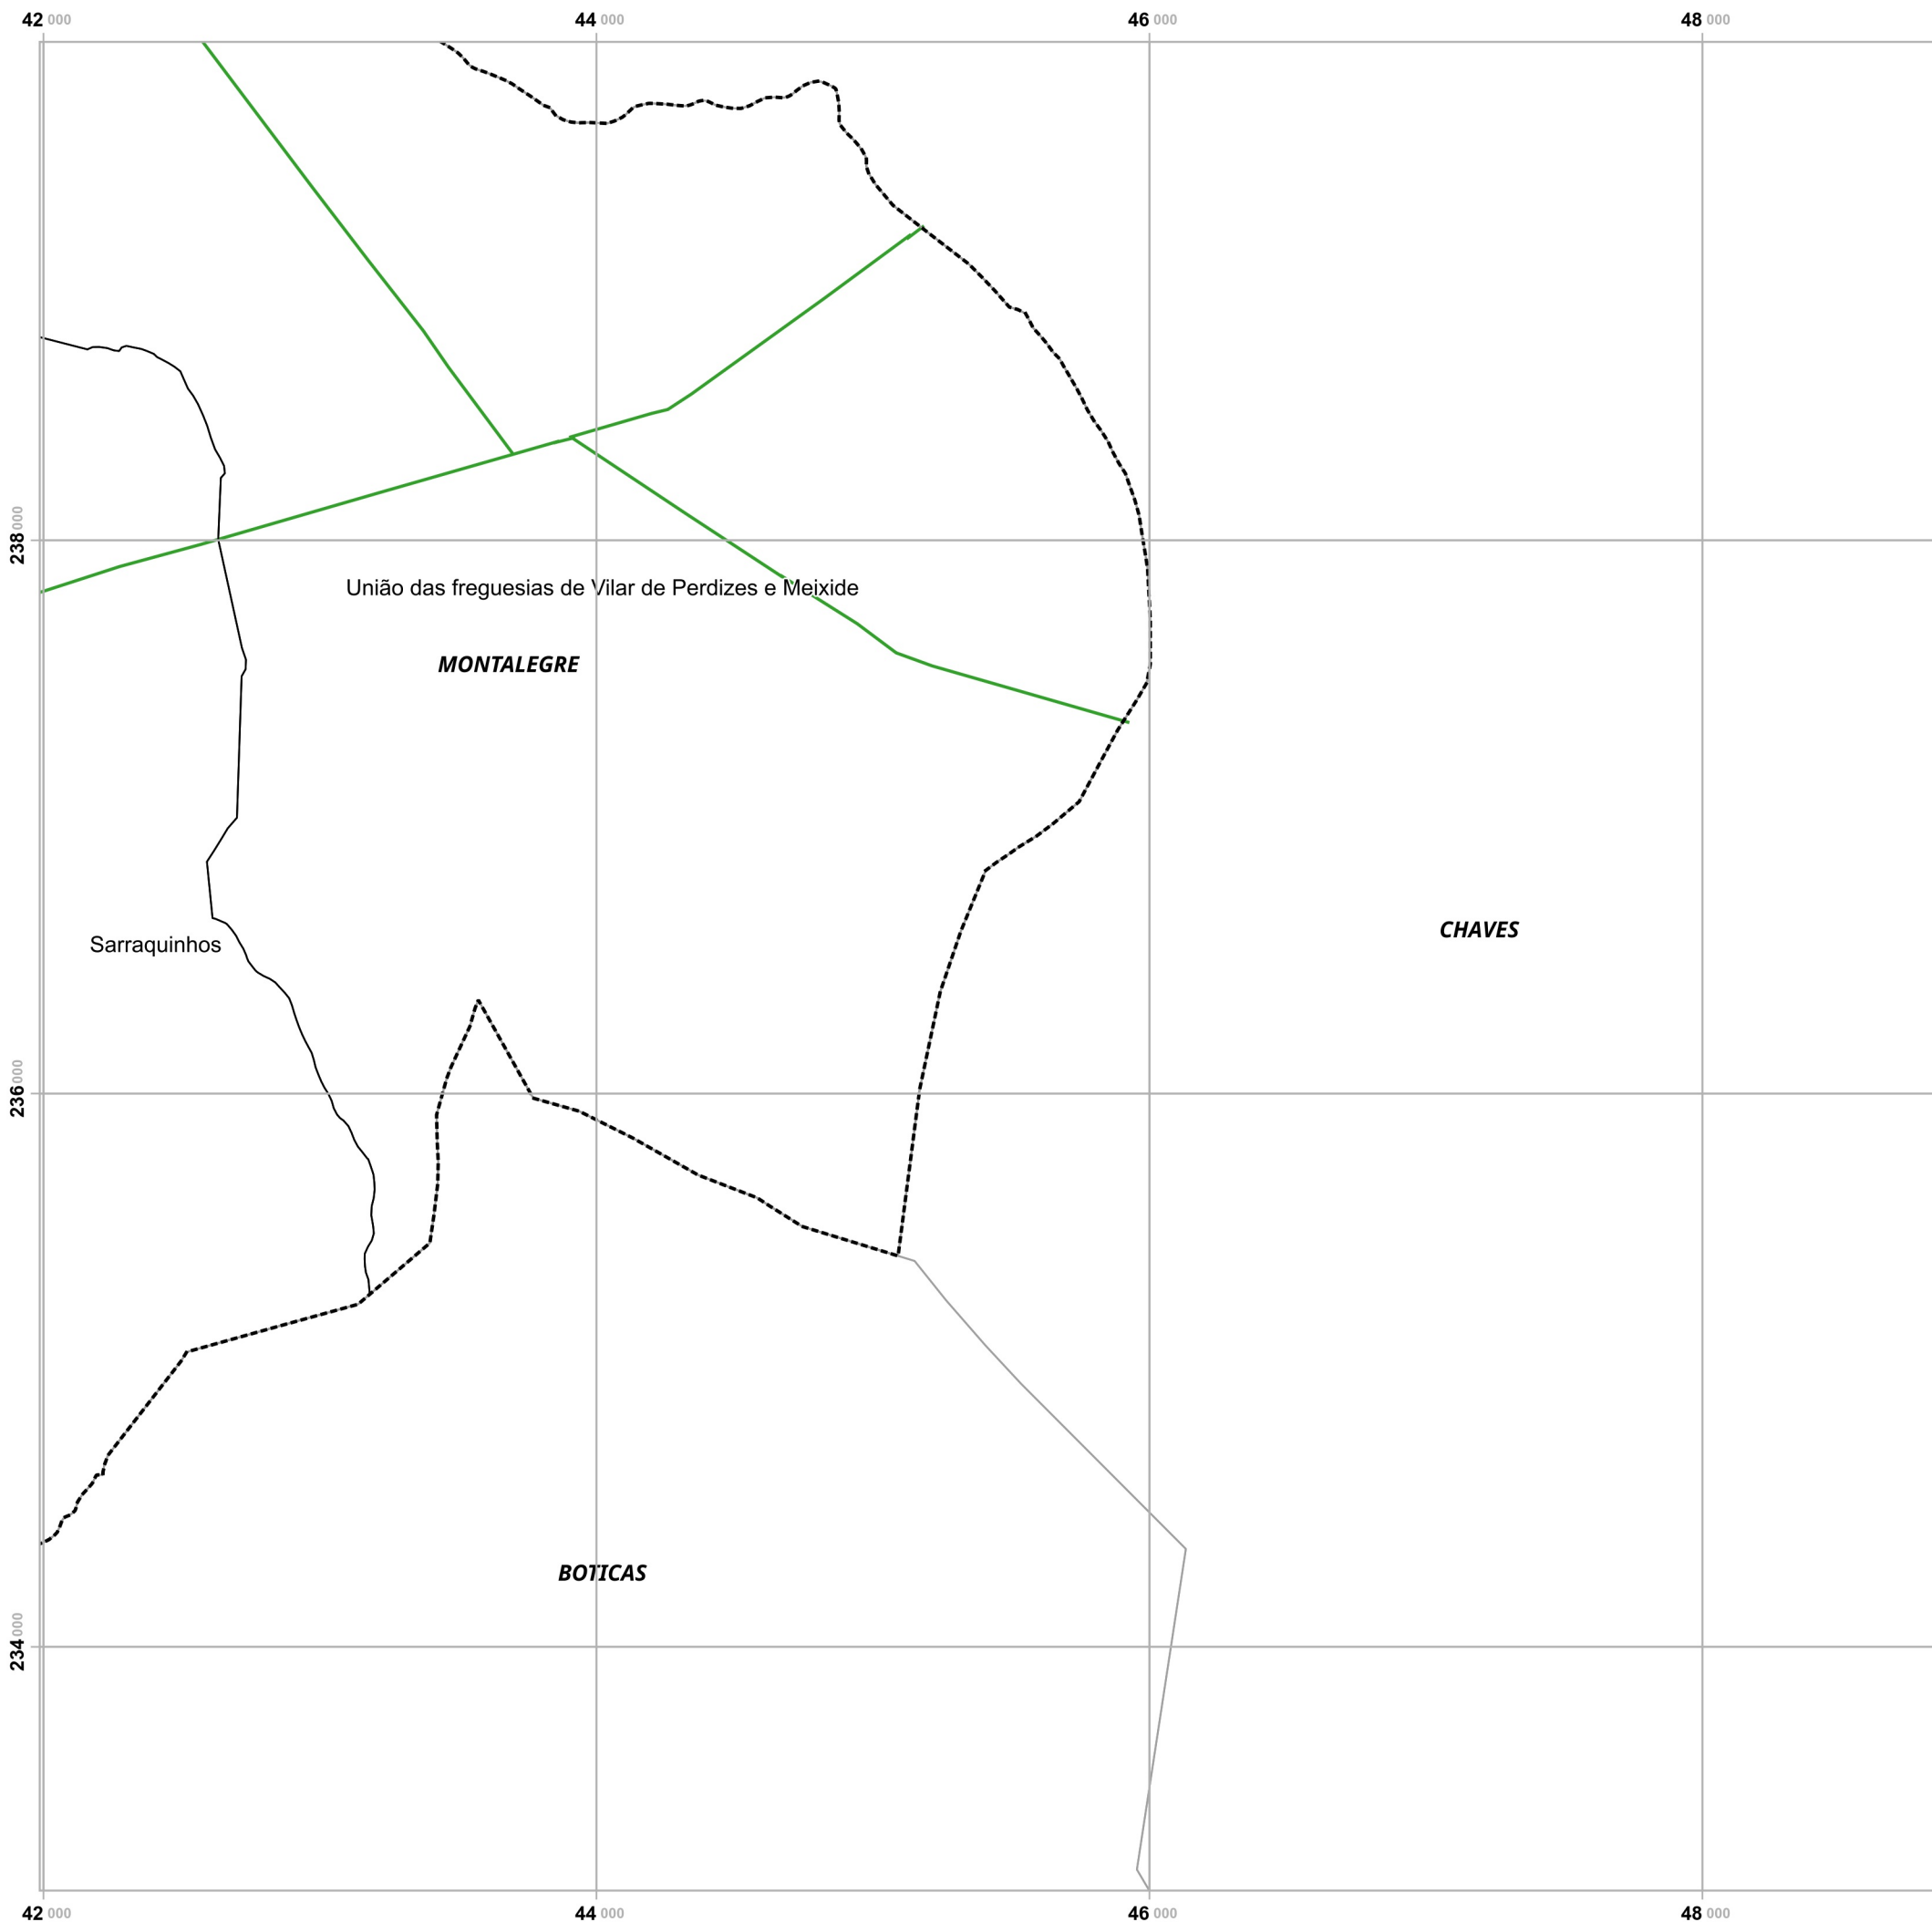 42 000 44 000 46 000 48 000
238 000
União das freguesias de Vilar de Perdizes e Meixide
MONTALEGRE
CHAVES
Sarraquinhos
236 000
BOTICAS
234 000
42 000 44 000 46 000 48 000